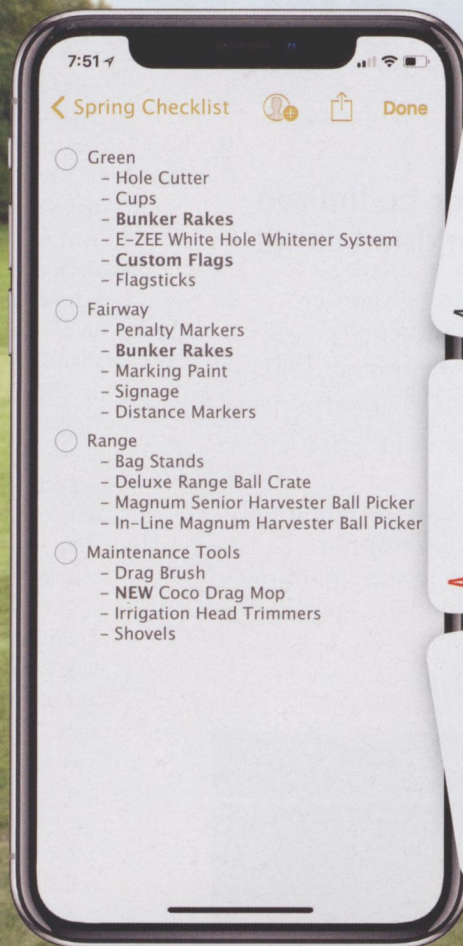 7:51
Spring Checklist Done
Green
– Hole Cutter
– Cups
– Bunker Rakes
– E-ZEE White Hole Whitener System
– Custom Flags
– Flagsticks
Fairway
– Penalty Markers
– Bunker Rakes
– Marking Paint
– Signage
– Distance Markers
Range
– Bag Stands
– Deluxe Range Ball Crate
– Magnum Senior Harvester Ball Picker
– In-Line Magnum Harvester Ball Picker
Maintenance Tools
– Drag Brush
– NEW Coco Drag Mop
– Irrigation Head Trimmers
– Shovels